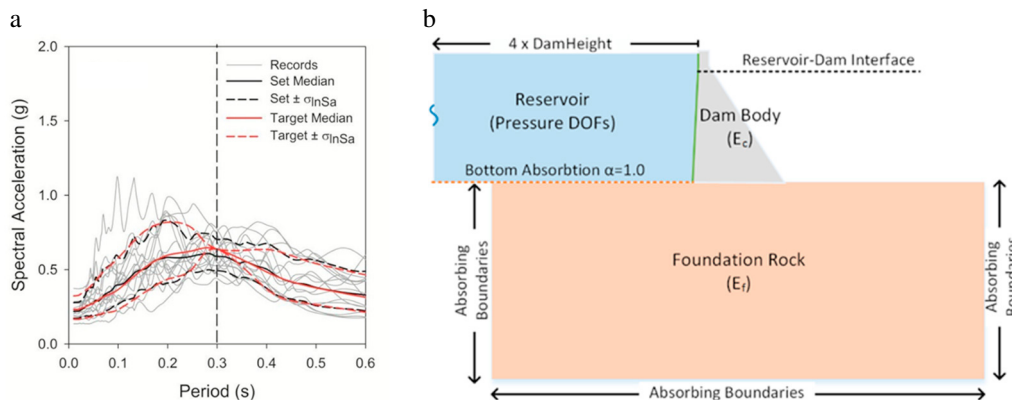 a
2.0
1.5
1.0
0.5
0.0
Spectral Acceleration (g)
Records
Set Median
Set ± σlnSa
Target Median
Target ± σlnSa
0.0 0.1 0.2 0.3 0.4 0.5 0.6
Period (s)
b
4 x DamHeight
Reservoir-Dam Interface
Reservoir
(Pressure DOFs)
Dam Body
(Ec)
Bottom Absorbtion α=1.0
Absorbing
Boundaries
Foundation Rock
(Ef)
Absorbing
Boundaries
Absorbing Boundaries